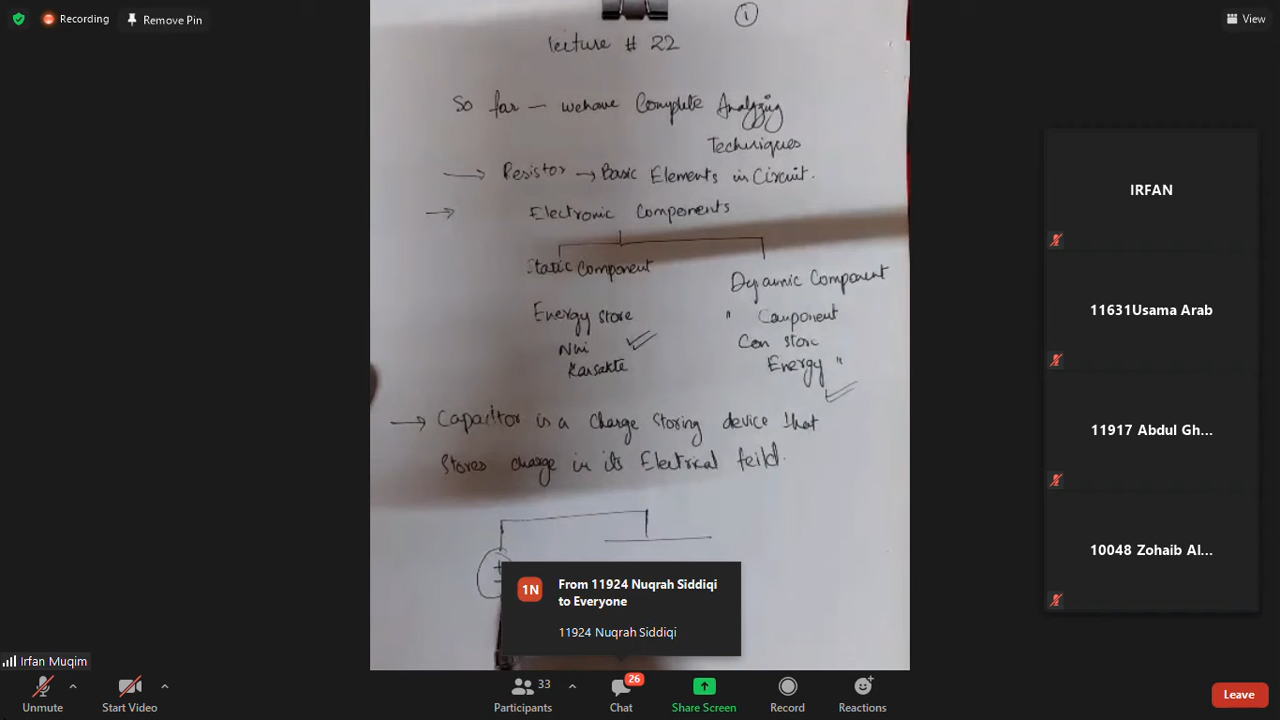 Recording
Remove Pin
View
1
lecture # 22
So far — we have Complete Analyzing
Techniques
→ Resistor → Basic Elements in Circuit.
→ Electronic Components
Static Component
Dynamic Component
Energy store
Nhi
Karsakte
" Component
Can store
Energy "
→ Capacitor is a Charge Storing device that
Stores charge in its Electrical feild.
+
1N
From 11924 Nuqrah Siddiqi
to Everyone
11924 Nuqrah Siddiqi
IRFAN
11631Usama Arab
11917 Abdul Gh...
10048 Zohaib Al...
Irfan Muqim
Unmute
Start Video
33
Participants
26
Chat
Share Screen
Record
Reactions
Leave